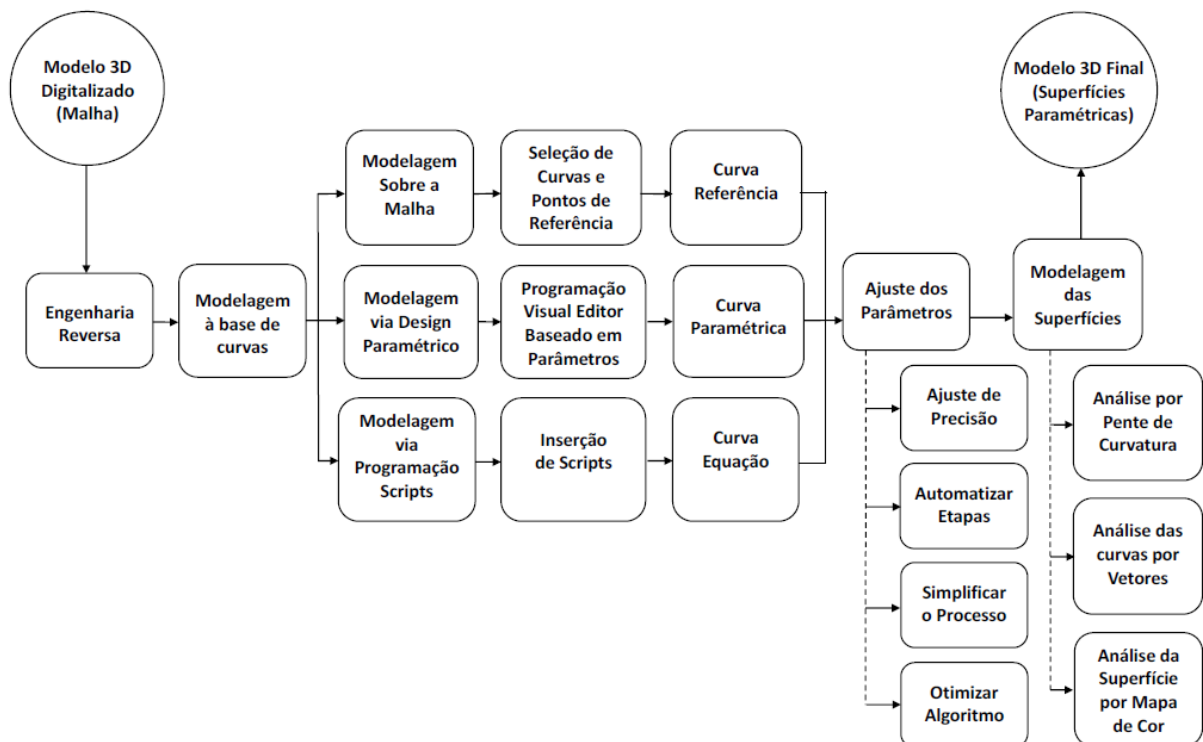 Modelo 3D
Digitalizado
(Malha)
Engenharia
Reversa
Modelagem
à base de
curvas
Modelagem
Sobre a
Malha
Seleção de
Curvas e
Pontos de
Referência
Curva
Referência
Modelagem
via Design
Paramétrico
Programação
Visual Editor
Baseado em
Parâmetros
Curva
Paramétrica
Modelagem
via
Programação
Scripts
Inserção
de Scripts
Curva
Equação
Ajuste dos
Parâmetros
Ajuste de
Precisão
Automatizar
Etapas
Simplificar
o Processo
Otimizar
Algoritmo
Modelagem
das
Superfícies
Análise por
Pente de
Curvatura
Análise das
curvas por
Vetores
Análise da
Superfície
por Mapa
de Cor
Modelo 3D Final
(Superfícies
Paramétricas)